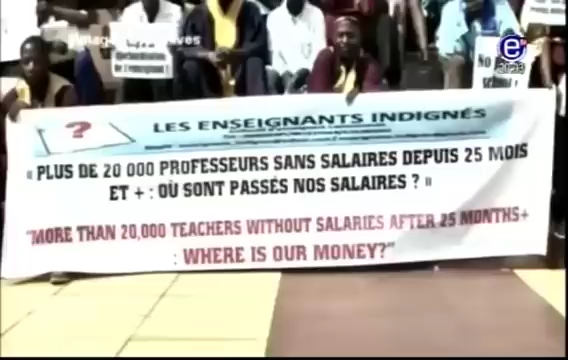 ?
LES ENSEIGNANTS INDIGNÉS
« PLUS DE 20 000 PROFESSEURS SANS SALAIRES DEPUIS 25 MOIS
ET + : OÙ SONT PASSÉS NOS SALAIRES ? »
"MORE THAN 20,000 TEACHERS WITHOUT SALARIES AFTER 25 MONTHS+
: WHERE IS OUR MONEY?"
No